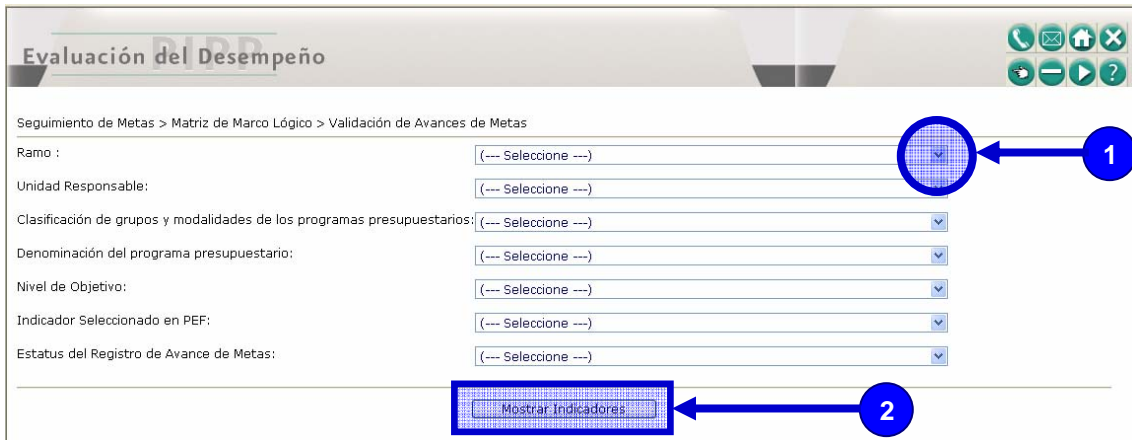 PIPP
Evaluación del Desempeño
?
Seguimiento de Metas > Matriz de Marco Lógico > Validación de Avances de Metas
Ramo : (--- Seleccione ---)
1
Unidad Responsable: (--- Seleccione ---)
Clasificación de grupos y modalidades de los programas presupuestarios: (--- Seleccione ---)
Denominación del programa presupuestario: (--- Seleccione ---)
Nivel de Objetivo: (--- Seleccione ---)
Indicador Seleccionado en PEF: (--- Seleccione ---)
Estatus del Registro de Avance de Metas: (--- Seleccione ---)
Mostrar Indicadores
2